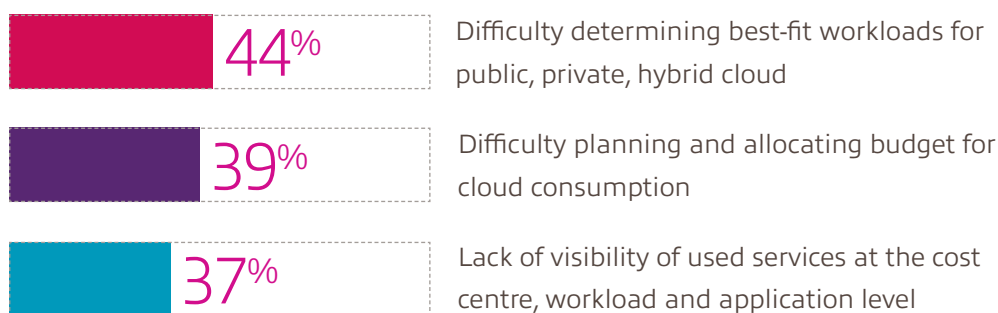 44%
Difficulty determining best-fit workloads for
public, private, hybrid cloud
39%
Difficulty planning and allocating budget for
cloud consumption
37%
Lack of visibility of used services at the cost
centre, workload and application level